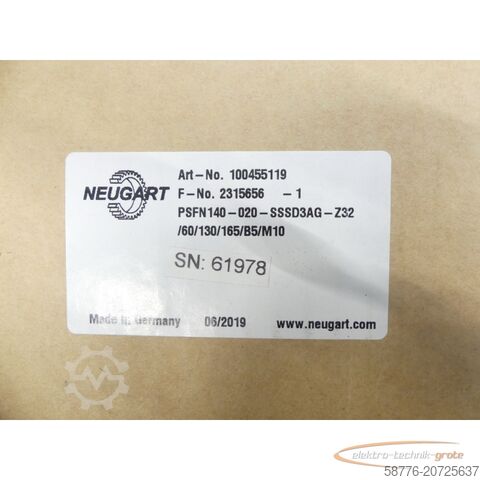 NEUGART
Art-No. 100455119
F-No. 2315656 -1
PSFN140-020-SSSD3AG-Z32
/60/130/165/B5/M10
SN: 61978
Made in Germany 06/2019 www.neugart.com
elektro-technik-grote
58776-20725637